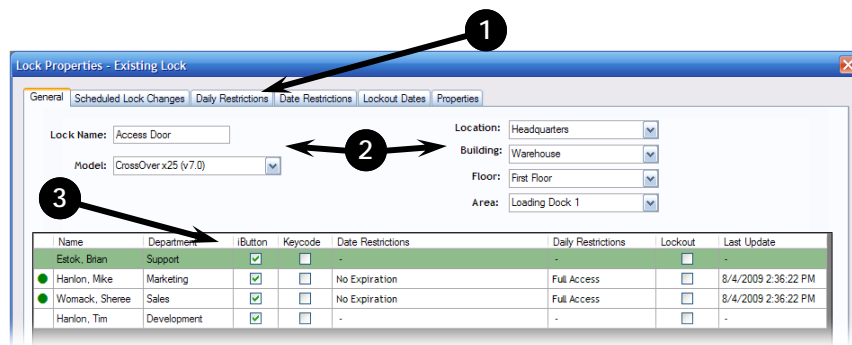 1
Lock Properties - Existing Lock
General Scheduled Lock Changes Daily Restrictions Date Restrictions Lockout Dates Properties
Lock Name: Access Door
Model: CrossOver x25 (v7.0)
2
Location: Headquarters
Building: Warehouse
Floor: First Floor
Area: Loading Dock 1
3
Name Department iButton Keycode Date Restrictions Daily Restrictions Lockout Last Update
Estok, Brian Support - - -
Hanlon, Mike Marketing No Expiration Full Access 8/4/2009 2:36:22 PM
Womack, Sheree Sales No Expiration Full Access 8/4/2009 2:36:22 PM
Hanlon, Tim Development - - -